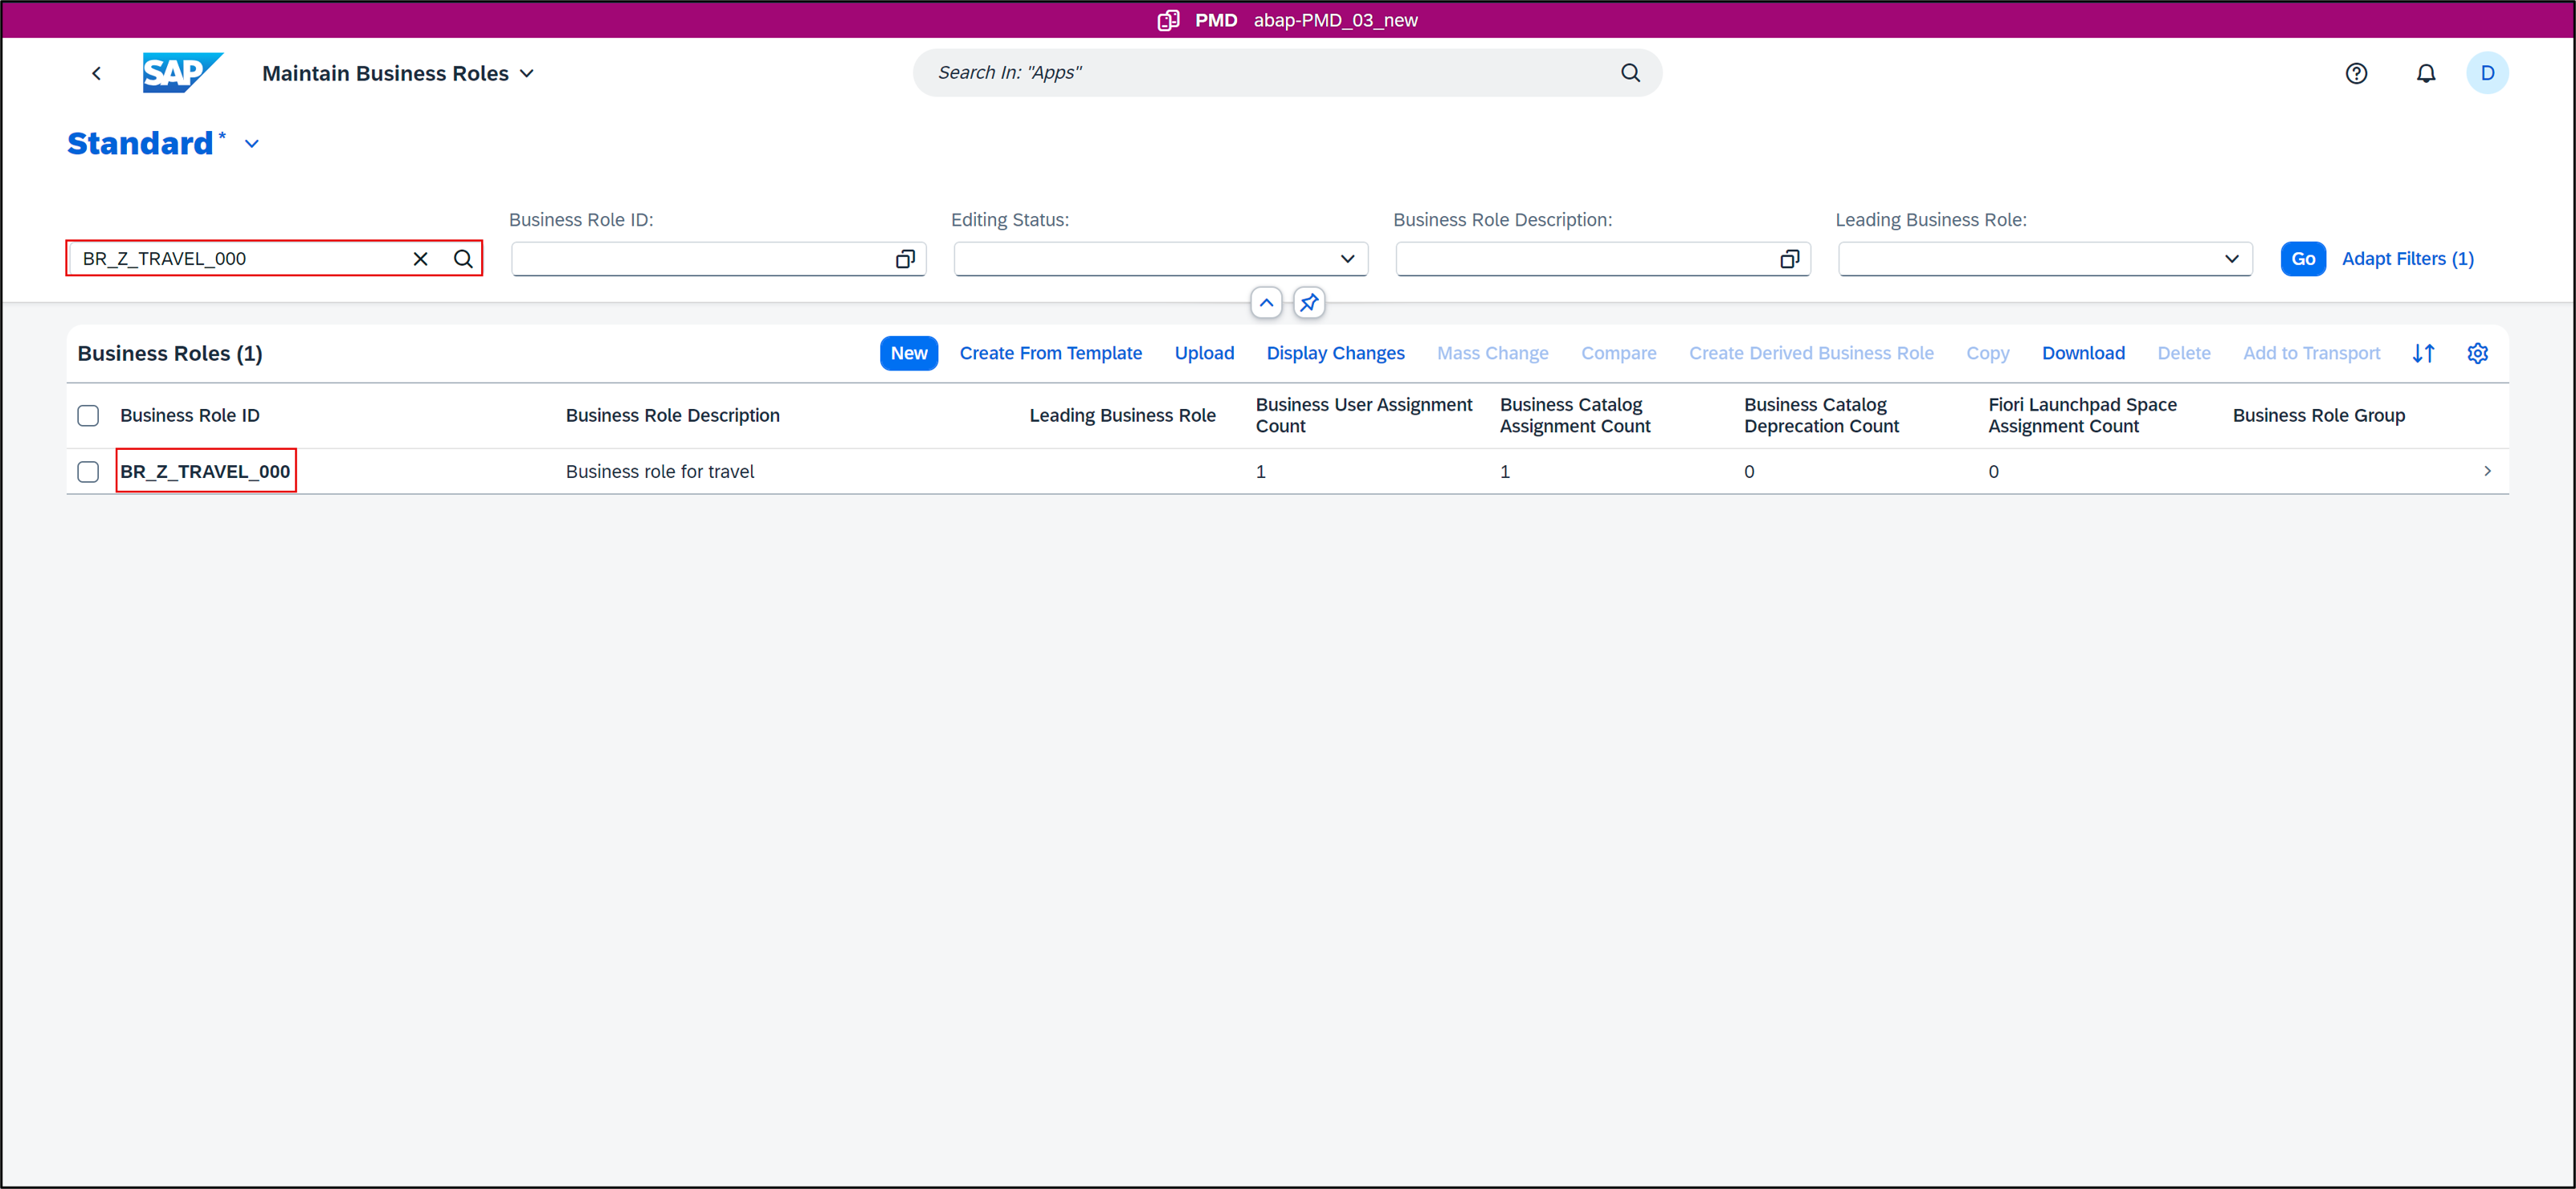 PMD abap-PMD_03_new
SAP Maintain Business Roles Search In: "Apps" D
Standard *
Business Role ID: Editing Status: Business Role Description: Leading Business Role:
BR_Z_TRAVEL_000 Go Adapt Filters (1)
Business Roles (1) New Create From Template Upload Display Changes Mass Change Compare Create Derived Business Role Copy Download Delete Add to Transport
Business Role ID Business Role Description Leading Business Role Business User Assignment Count Business Catalog Assignment Count Business Catalog Deprecation Count Fiori Launchpad Space Assignment Count Business Role Group
BR_Z_TRAVEL_000 Business role for travel 1 1 0 0